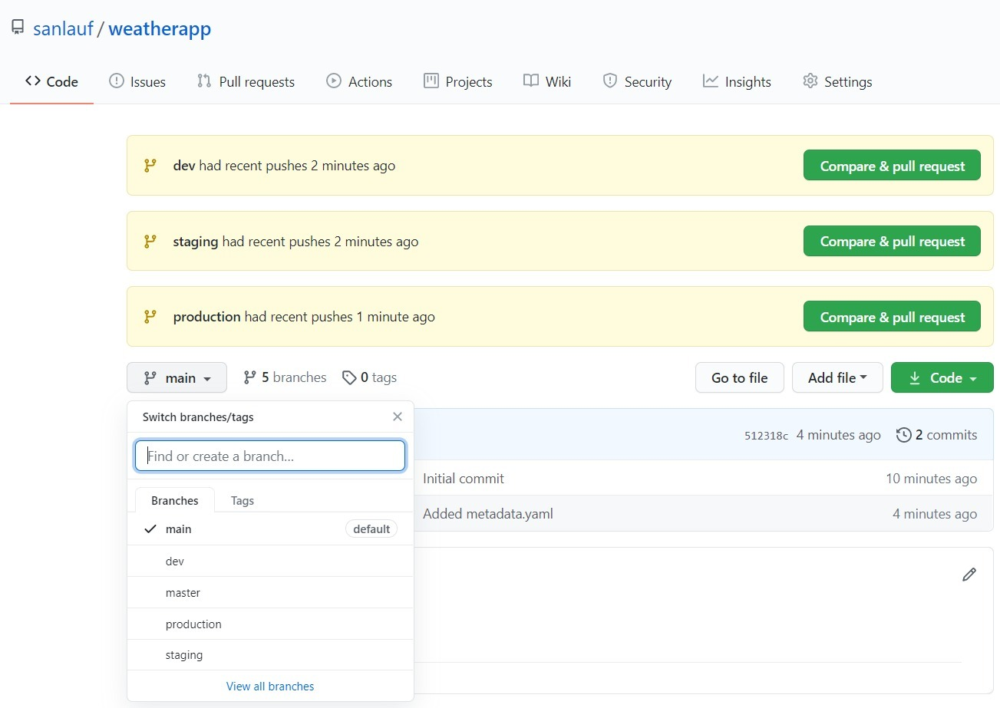 sanlauf / weatherapp
Code Issues Pull requests Actions Projects Wiki Security Insights Settings
dev had recent pushes 2 minutes ago Compare & pull request
staging had recent pushes 2 minutes ago Compare & pull request
production had recent pushes 1 minute ago Compare & pull request
main 5 branches 0 tags Go to file Add file Code
Switch branches/tags
512318c 4 minutes ago 2 commits
Find or create a branch...
Initial commit 10 minutes ago
Branches Tags
Added metadata.yaml 4 minutes ago
main default
dev
master
production
staging
View all branches